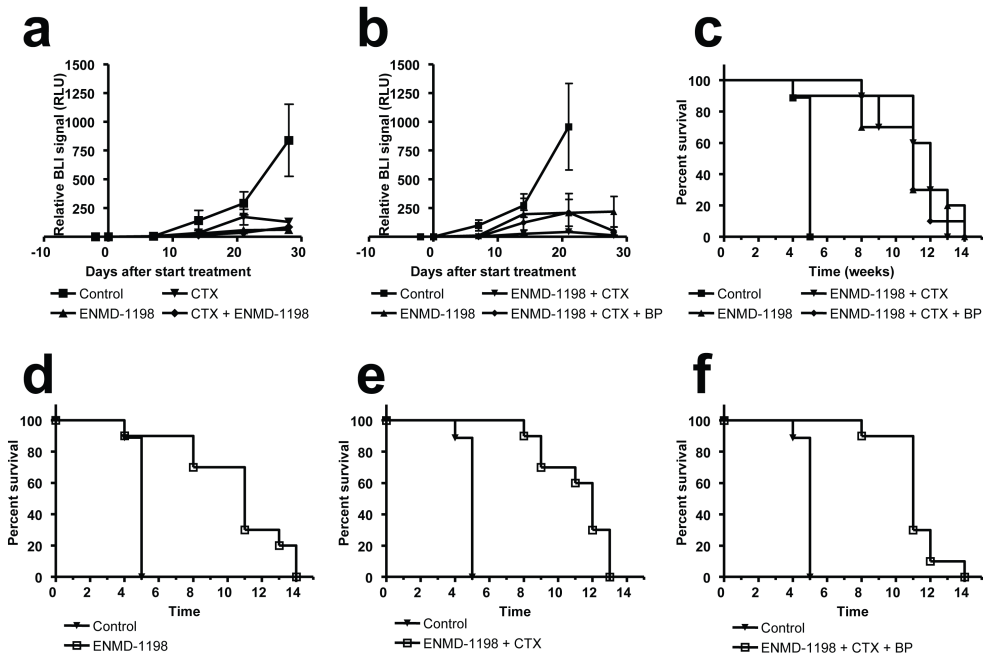 a
Relative BLI signal (RLU)
1500
1250
1000
750
500
250
-10 0 10 20 30
Days after start treatment
Control
CTX
ENMD-1198
CTX + ENMD-1198
b
Relative BLI signal (RLU)
1500
1250
1000
750
500
250
-10 0 10 20 30
Days after start treatment
Control
ENMD-1198 + CTX
ENMD-1198
ENMD-1198 + CTX + BP
c
Percent survival
100
80
60
40
20
0
0 2 4 6 8 10 12 14
Time (weeks)
Control
ENMD-1198 + CTX
ENMD-1198
ENMD-1198 + CTX + BP
d
Percent survival
100
80
60
40
20
0
0 2 4 6 8 10 12 14
Time
Control
ENMD-1198
e
Percent survival
100
80
60
40
20
0
0 2 4 6 8 10 12 14
Time
Control
ENMD-1198 + CTX
f
Percent survival
100
80
60
40
20
0
0 2 4 6 8 10 12 14
Time
Control
ENMD-1198 + CTX + BP